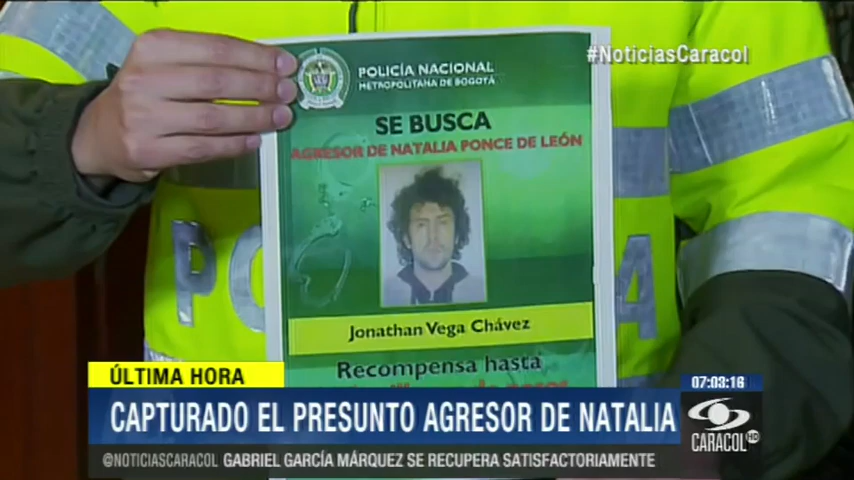 #NoticiasCaracol
POLICÍA NACIONAL
METROPOLITANA DE BOGOTÁ
SE BUSCA
AGRESOR DE NATALIA PONCE DE LEÓN
Jonathan Vega Chávez
Recompensa hasta
PO
A
ÚLTIMA HORA
07:03:16
CAPTURADO EL PRESUNTO AGRESOR DE NATALIA
CARACOL HD
@NOTICIASCARACOL GABRIEL GARCÍA MÁRQUEZ SE RECUPERA SATISFACTORIAMENTE